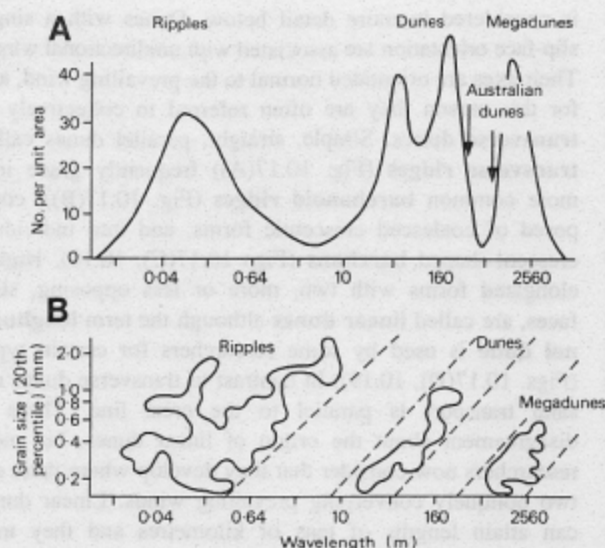 A
Ripples
Dunes Megadunes
Australian
dunes
No. per unit area
40
30
20
10
0
0·04 0·64 10 160 2560
B
Ripples
Dunes
Megadunes
Grain size (20th
percentile) (mm)
2·0
0·8
0·6
0·4
0·2
0·04 0·64 10 160 2560
Wavelength (m)